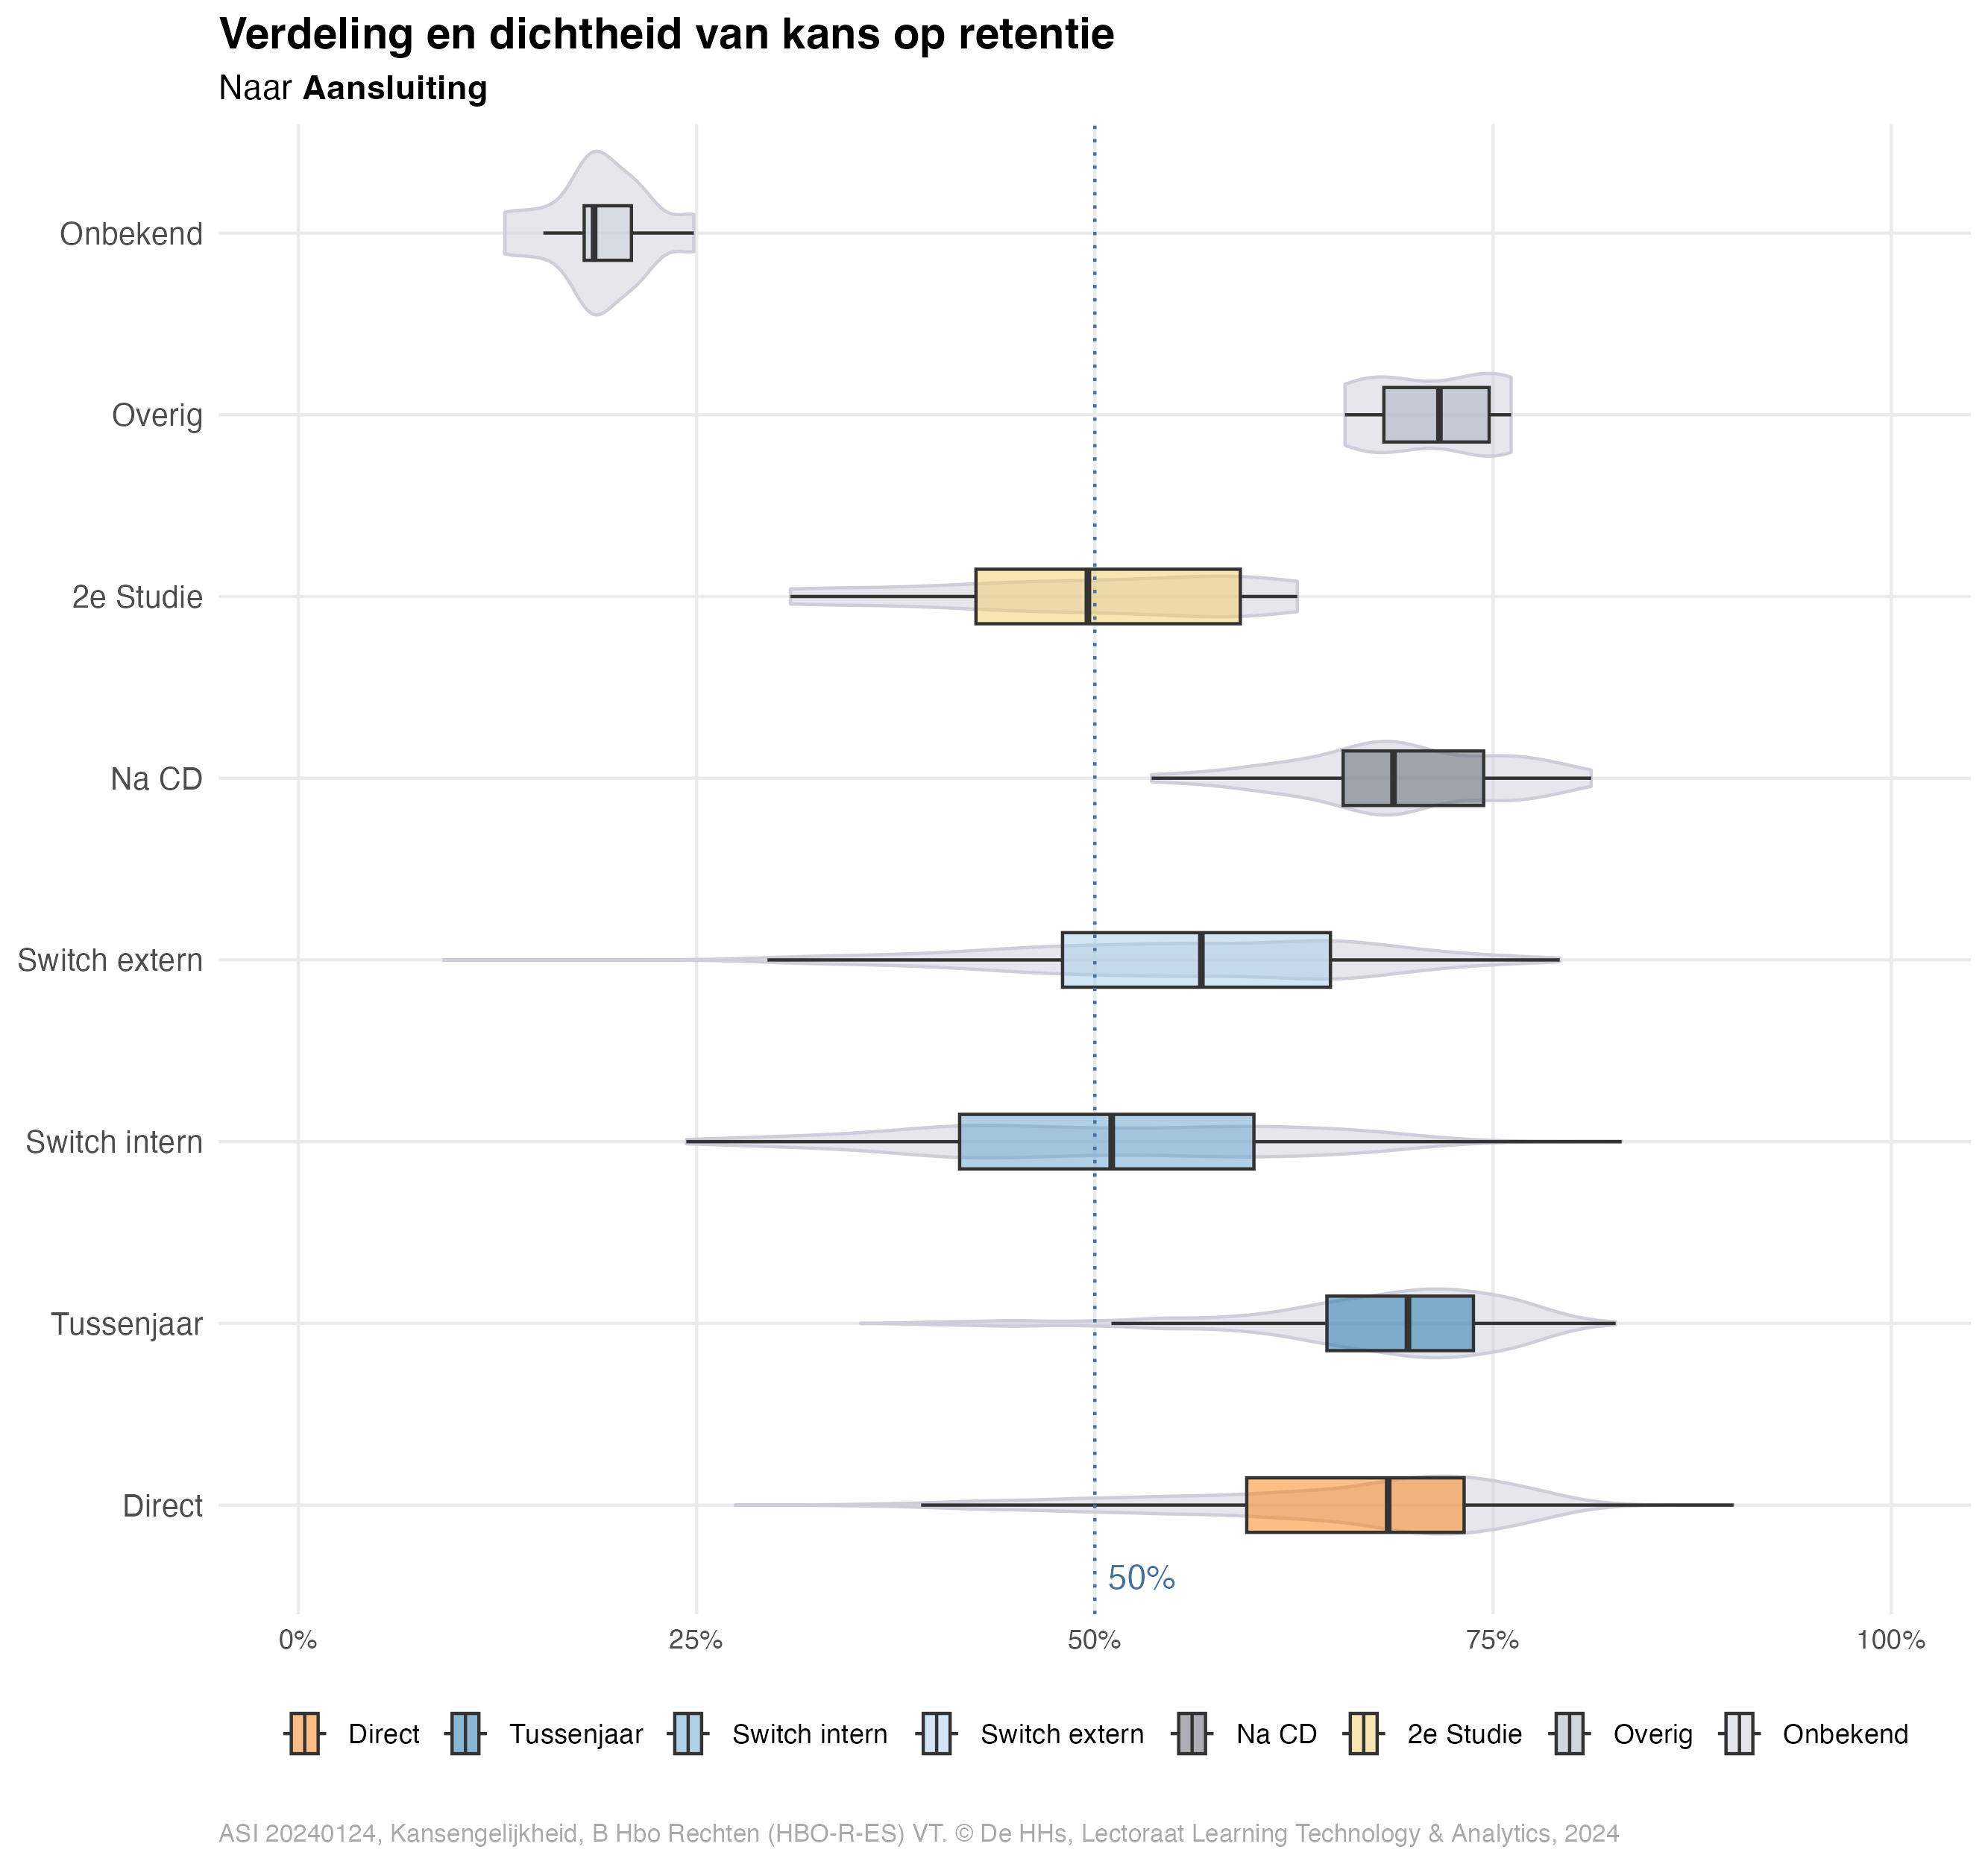 Verdeling en dichtheid van kans op retentie
Naar Aansluiting
Onbekend
Overig
2e Studie
Na CD
Switch extern
Switch intern
Tussenjaar
Direct
50%
0% 25% 50% 75% 100%
Direct Tussenjaar Switch intern Switch extern Na CD 2e Studie Overig Onbekend
ASI 20240124, Kansengelijkheid, B Hbo Rechten (HBO-R-ES) VT. © De HHs, Lectoraat Learning Technology & Analytics, 2024